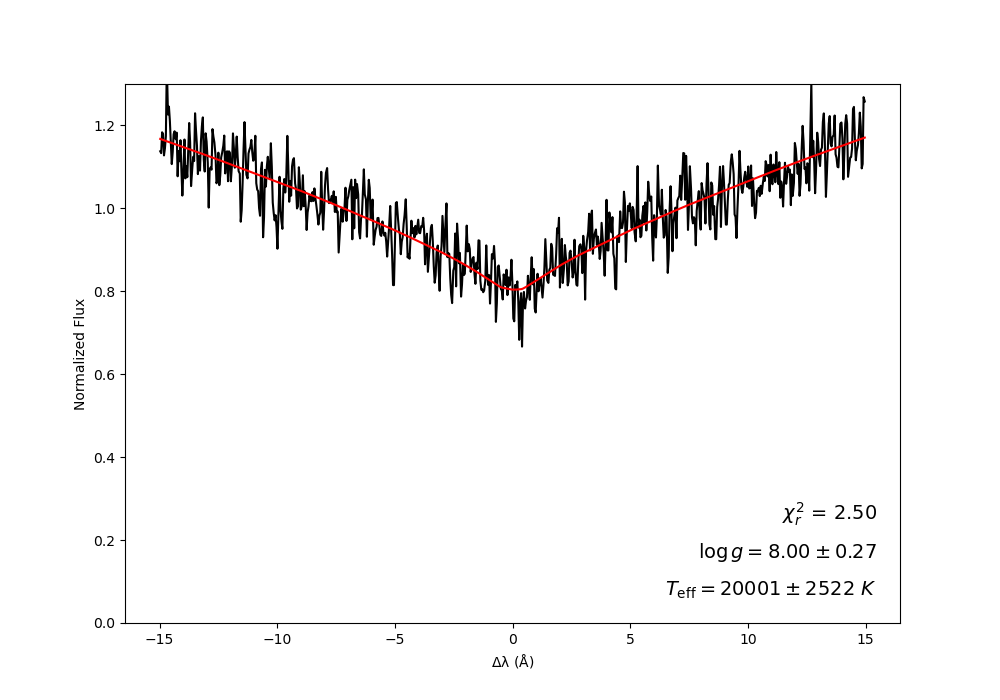 1.2
1.0
0.8
0.6
0.4
0.2
0.0
Normalized Flux
χ²ᵣ = 2.50
log g = 8.00 ± 0.27
T_eff = 20001 ± 2522 K
−15 −10 −5 0 5 10 15
Δλ (Å)